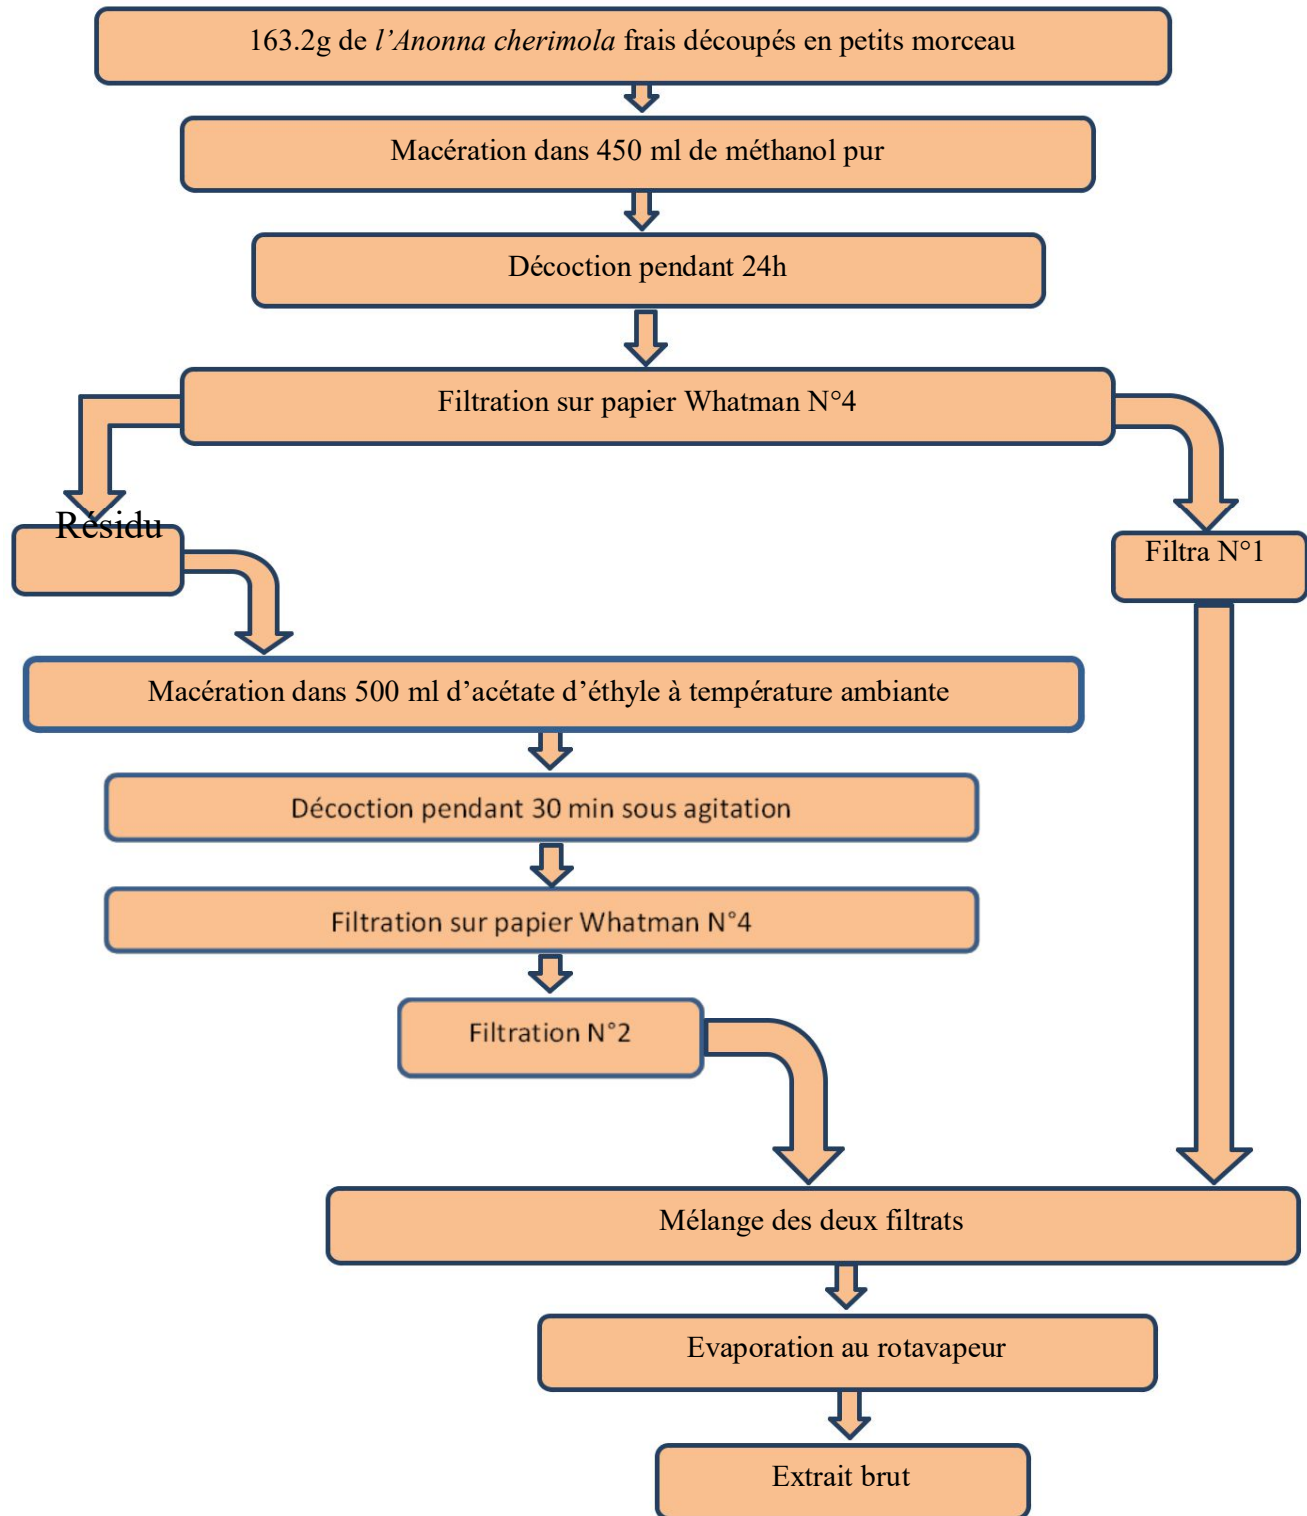 163.2g de l’Anonna cherimola frais découpés en petits morceau
Macération dans 450 ml de méthanol pur
Décoction pendant 24h
Filtration sur papier Whatman N°4
Résidu
Filtra N°1
Macération dans 500 ml d’acétate d’éthyle à température ambiante
Décoction pendant 30 min sous agitation
Filtration sur papier Whatman N°4
Filtration N°2
Mélange des deux filtrats
Evaporation au rotavapeur
Extrait brut